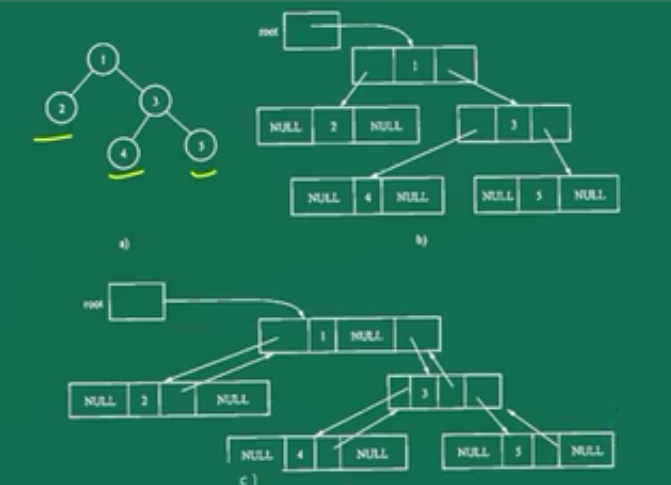 root
1
1
2
3
NULL 2 NULL
3
4
5
NULL 4 NULL
NULL 5 NULL
a)
b)
root
1 NULL
NULL 2 NULL
3
NULL 4 NULL
NULL 5 NULL
c)